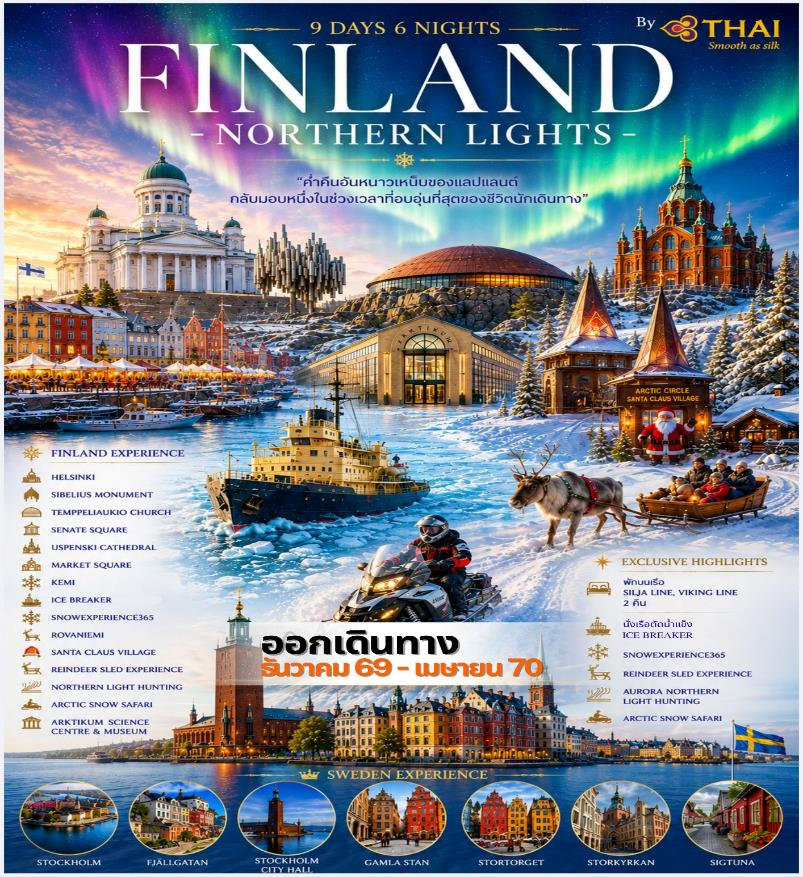 9 DAYS 6 NIGHTS
By THAI
Smooth as silk
FINLAND
- NORTHERN LIGHTS -
“ค่ำคืนอันหนาวเหน็บของแลปแลนด์
กลับมอบหนึ่งในช่วงเวลาที่อบอุ่นที่สุดของชีวิตนักเดินทาง”
ARKTIKUM
ARCTIC CIRCLE
SANTA CLAUS VILLAGE
FINLAND EXPERIENCE
HELSINKI
SIBELIUS MONUMENT
TEMPPELIAUKIO CHURCH
SENATE SQUARE
USPENSKI CATHEDRAL
MARKET SQUARE
KEMI
ICE BREAKER
SNOWEXPERIENCE365
ROVANIEMI
SANTA CLAUS VILLAGE
REINDEER SLED EXPERIENCE
NORTHERN LIGHT HUNTING
ARCTIC SNOW SAFARI
ARKTIKUM SCIENCE
CENTRE & MUSEUM
EXCLUSIVE HIGHLIGHTS
พักบนเรือ
SILJA LINE, VIKING LINE
2 คืน
นั่งเรือตัดน้ำแข็ง
ICE BREAKER
SNOWEXPERIENCE365
REINDEER SLED EXPERIENCE
AURORA NORTHERN
LIGHT HUNTING
ARCTIC SNOW SAFARI
ออกเดินทาง
ธันวาคม 69 - เมษายน 70
SWEDEN EXPERIENCE
STOCKHOLM
FJÄLLGATAN
STOCKHOLM
CITY HALL
GAMLA STAN
STORTORGET
STORKYRKAN
SIGTUNA